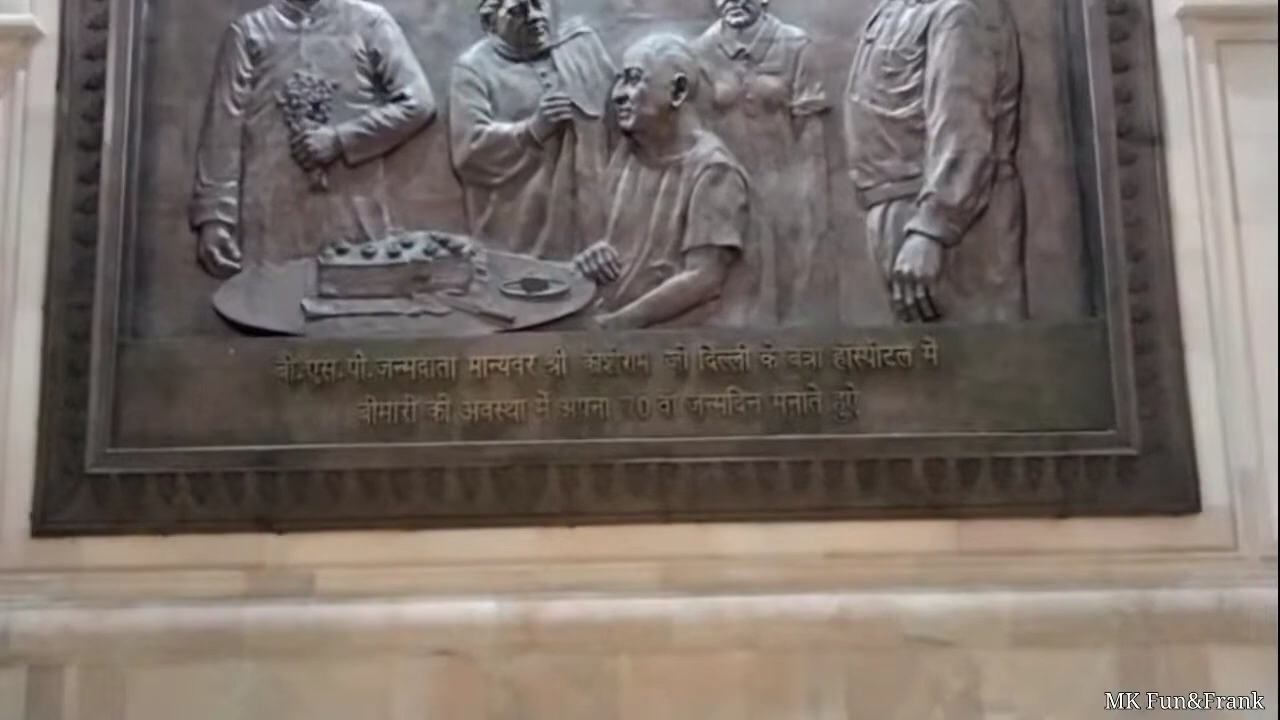 बी.एस.पी.जन्मदाता मान्यवर श्री कांशीराम जी दिल्ली के बत्रा हॉस्पीटल में
बीमारी की अवस्था में अपना 70 वां जन्मदिन मनाते हुऐ
MK Fun&Frank